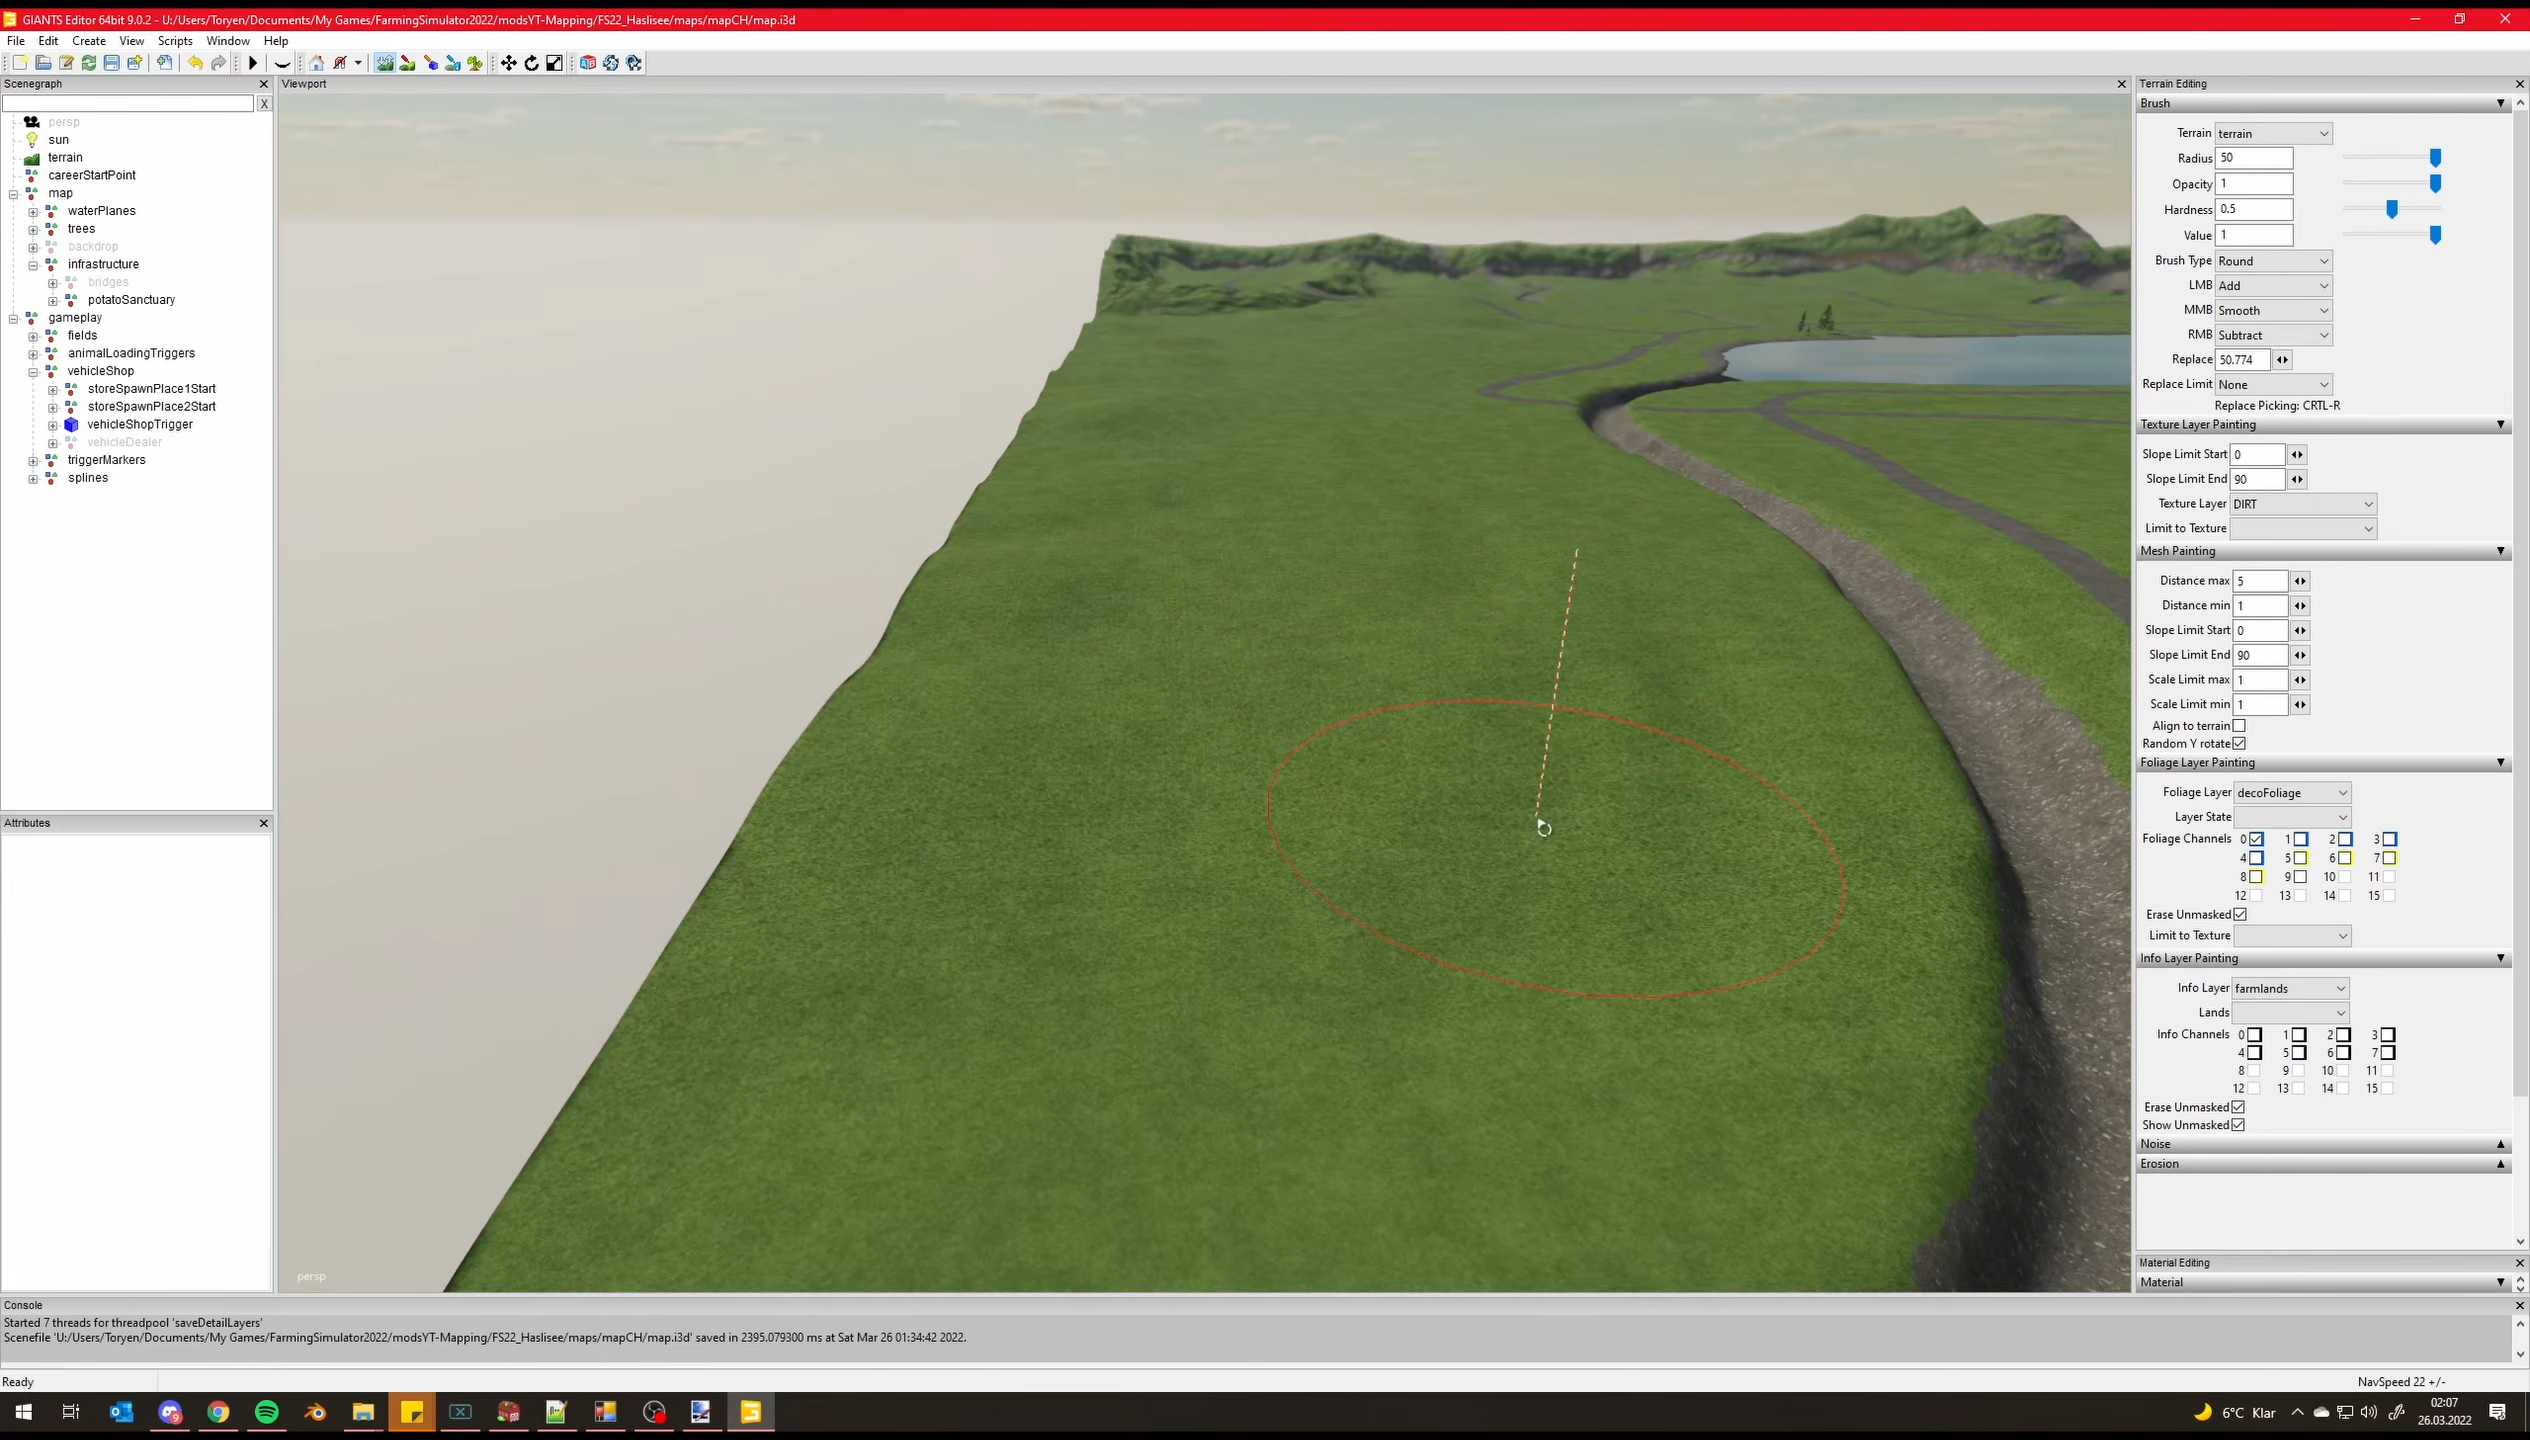 GIANTS Editor 64bit 9.0.2 - U:/Users/Toryen/Documents/My Games/FarmingSimulator2022/modsYT-Mapping/FS22_Haslisee/maps/mapCH/map.i3d
File Edit Create View Scripts Window Help
Scenegraph
X
persp
sun
terrain
careerStartPoint
map
waterPlanes
trees
backdrop
infrastructure
bridges
potatoSanctuary
gameplay
fields
animalLoadingTriggers
vehicleShop
storeSpawnPlace1Start
storeSpawnPlace2Start
vehicleShopTrigger
vehicleDealer
triggerMarkers
splines
Attributes
Viewport
persp
Terrain Editing
Brush
Terrain terrain
Radius 50
Opacity 1
Hardness 0.5
Value 1
Brush Type Round
LMB Add
MMB Smooth
RMB Subtract
Replace 50.774
Replace Limit None
Replace Picking: CRTL-R
Texture Layer Painting
Slope Limit Start 0
Slope Limit End 90
Texture Layer DIRT
Limit to Texture
Mesh Painting
Distance max 5
Distance min 1
Slope Limit Start 0
Slope Limit End 90
Scale Limit max 1
Scale Limit min 1
Align to terrain
Random Y rotate
Foliage Layer Painting
Foliage Layer decoFoliage
Layer State
Foliage Channels 0 1 2 3
4 5 6 7
8 9 10 11
12 13 14 15
Erase Unmasked
Limit to Texture
Info Layer Painting
Info Layer farmlands
Lands
Info Channels 0 1 2 3
4 5 6 7
8 9 10 11
12 13 14 15
Erase Unmasked
Show Unmasked
Noise
Erosion
Material Editing
Material
Console
Started 7 threads for threadpool 'saveDetailLayers'
Scenefile 'U:/Users/Toryen/Documents/My Games/FarmingSimulator2022/modsYT-Mapping/FS22_Haslisee/maps/mapCH/map.i3d' saved in 2395.079300 ms at Sat Mar 26 01:34:42 2022.
Ready
NavSpeed 22 +/-
6°C Klar
02:07
26.03.2022